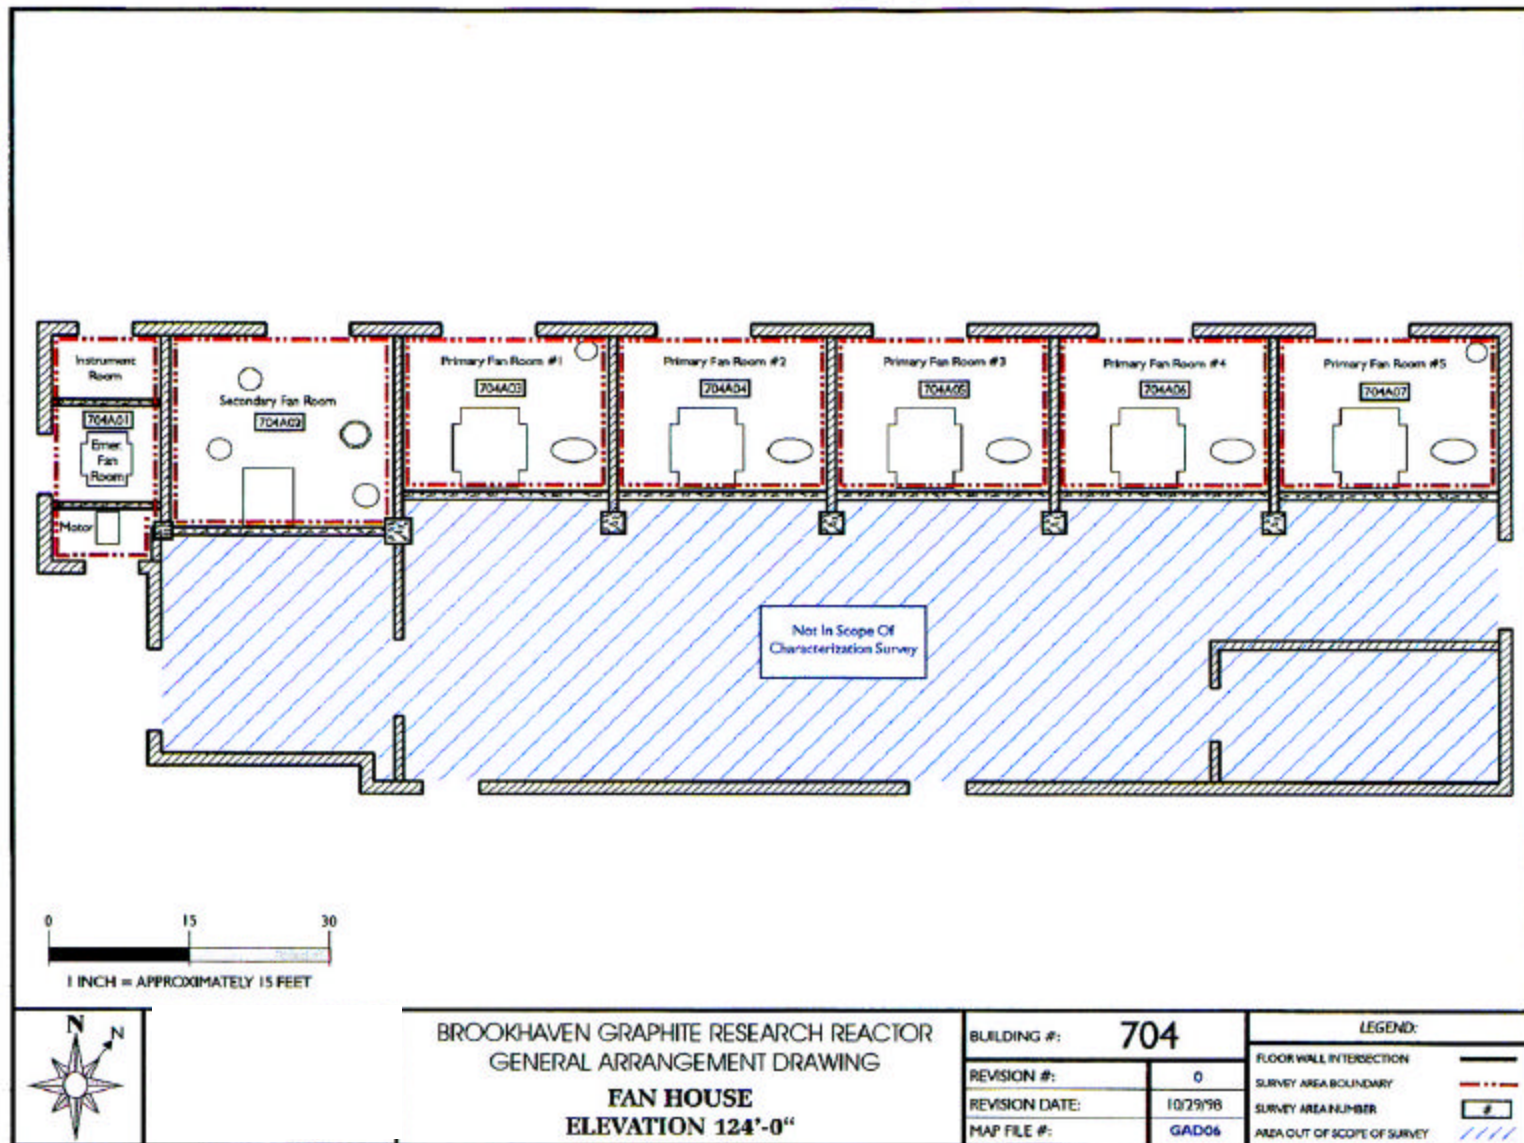 Instrument
Room
704A01
Emer.
Fan
Room
Motor
Secondary Fan Room
704A02
Primary Fan Room #1
704A03
Primary Fan Room #2
704A04
Primary Fan Room #3
704A05
Primary Fan Room #4
704A06
Primary Fan Room #5
704A07
Not In Scope Of
Characterization Survey
0 15 30
1 INCH = APPROXIMATELY 15 FEET
N N
BROOKHAVEN GRAPHITE RESEARCH REACTOR
GENERAL ARRANGEMENT DRAWING
FAN HOUSE
ELEVATION 124'-0"
BUILDING #: 704
REVISION #: 0
REVISION DATE: 10/29/98
MAP FILE #: GAD06
LEGEND:
FLOOR WALL INTERSECTION
SURVEY AREA BOUNDARY
SURVEY AREA NUMBER #
AREA OUT OF SCOPE OF SURVEY